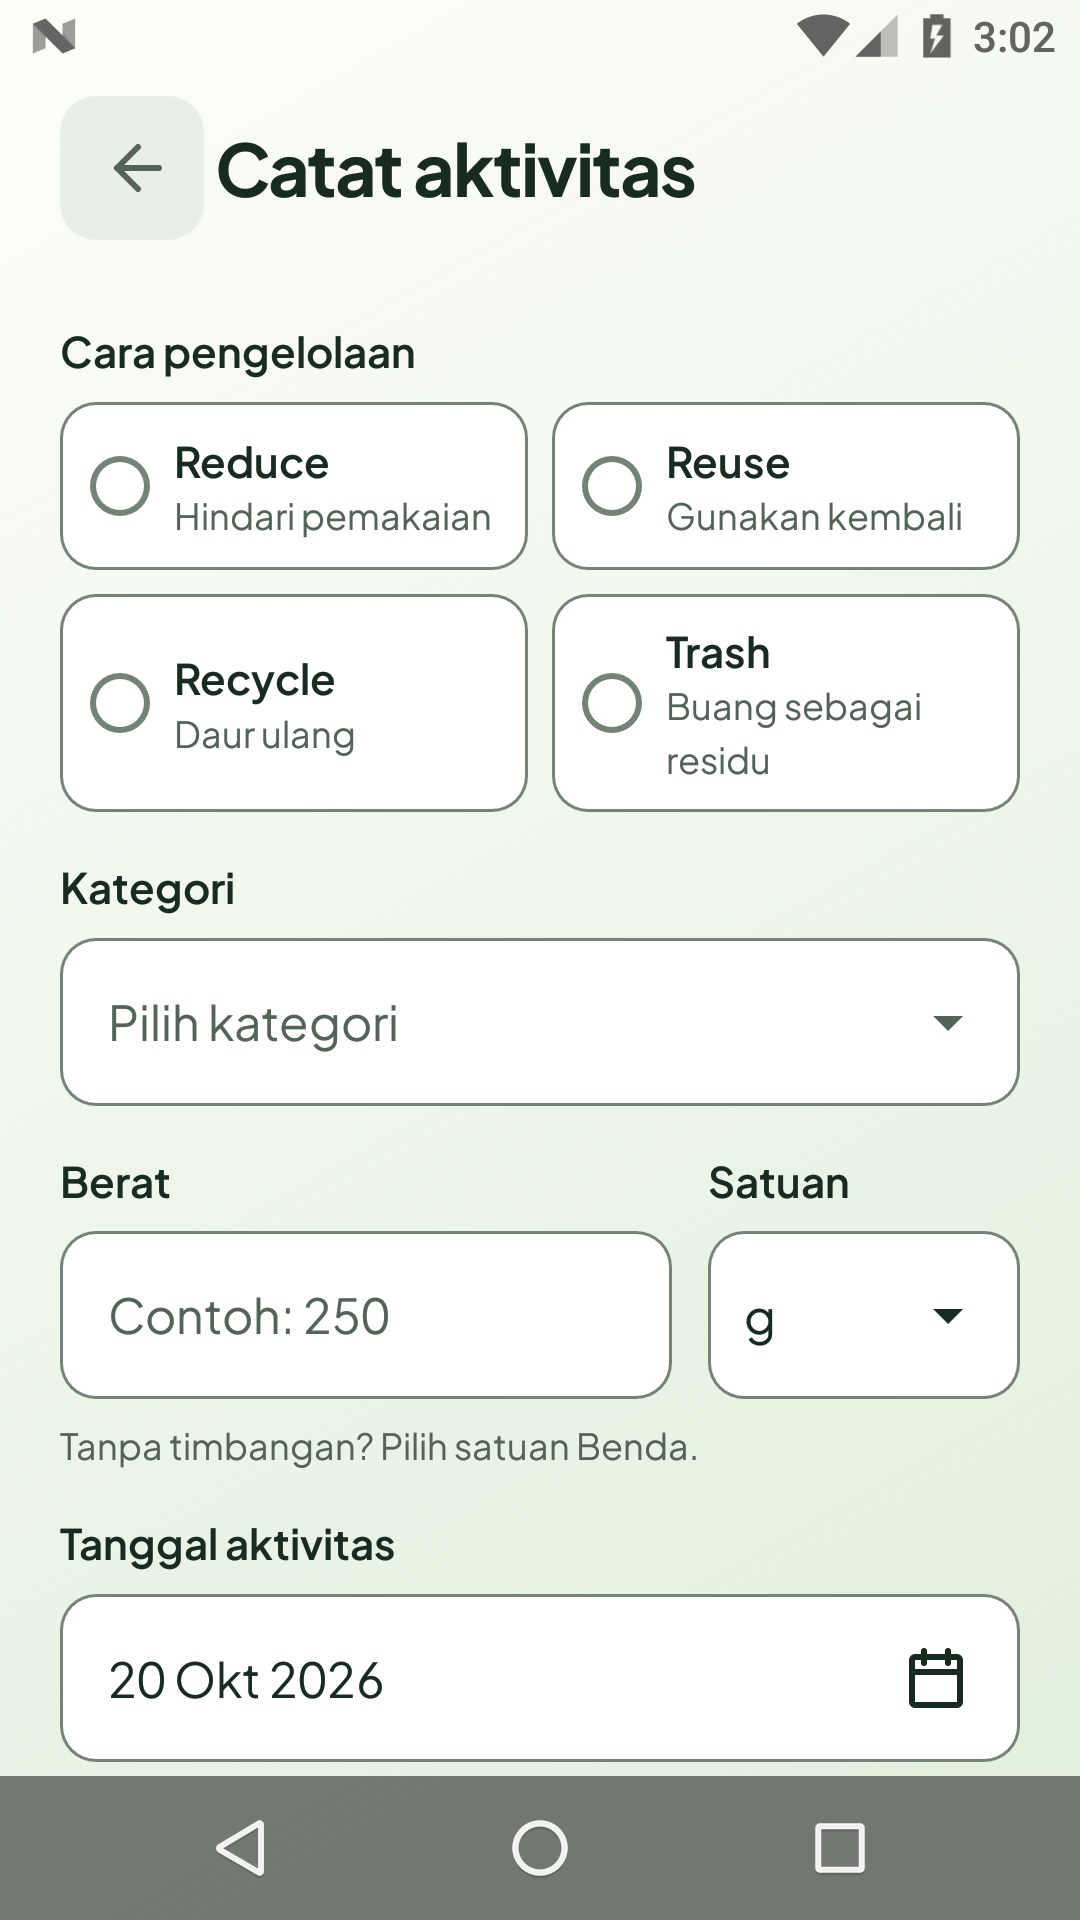 3:02
Catat aktivitas
Cara pengelolaan
Reduce
Hindari pemakaian
Reuse
Gunakan kembali
Recycle
Daur ulang
Trash
Buang sebagai
residu
Kategori
Pilih kategori
Berat
Satuan
Contoh: 250
g
Tanpa timbangan? Pilih satuan Benda.
Tanggal aktivitas
20 Okt 2026